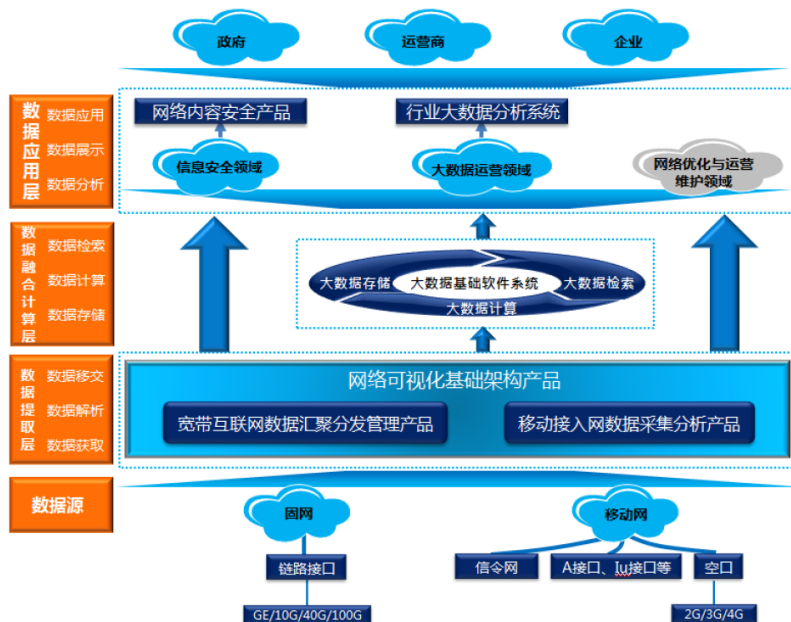 政府
运营商
企业
数据应用层
数据应用
数据展示
数据分析
网络内容安全产品
行业大数据分析系统
信息安全领域
大数据运营领域
网络优化与运营
维护领域
数据融合计算层
数据检索
数据计算
数据存储
大数据存储
大数据基础软件系统
大数据检索
大数据计算
数据提取层
数据移交
数据解析
数据获取
网络可视化基础架构产品
宽带互联网数据汇聚分发管理产品
移动接入网数据采集分析产品
数据源
固网
移动网
链路接口
信令网
A接口、Iu接口等
空口
GE/10G/40G/100G
2G/3G/4G